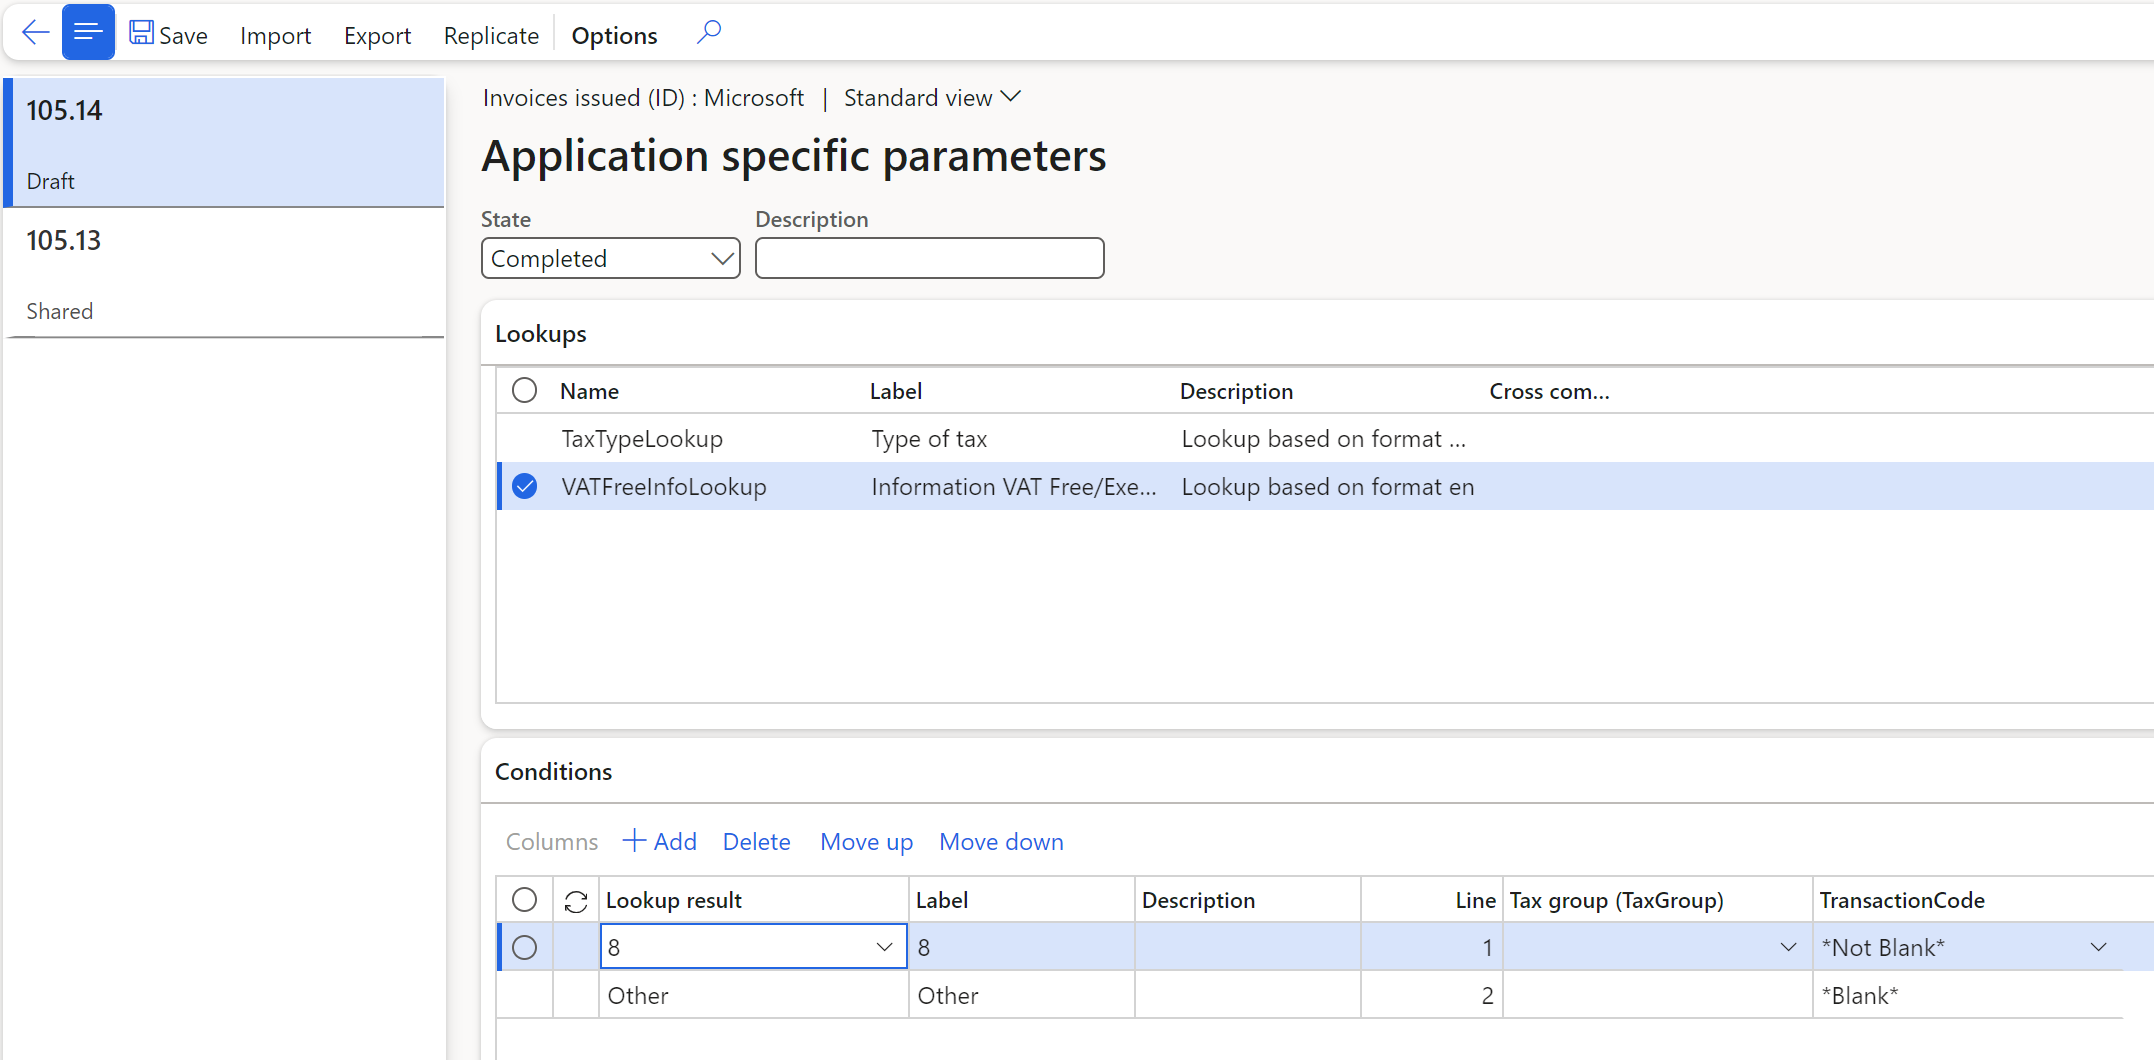 Save Import Export Replicate Options
105.14
Draft
105.13
Shared
Invoices issued (ID) : Microsoft | Standard view
Application specific parameters
State Description
Completed
Lookups
Name Label Description Cross com...
TaxTypeLookup Type of tax Lookup based on format ...
VATFreeInfoLookup Information VAT Free/Exe... Lookup based on format en
Conditions
Columns Add Delete Move up Move down
Lookup result Label Description Line Tax group (TaxGroup) TransactionCode
8 8 1 *Not Blank*
Other Other 2 *Blank*